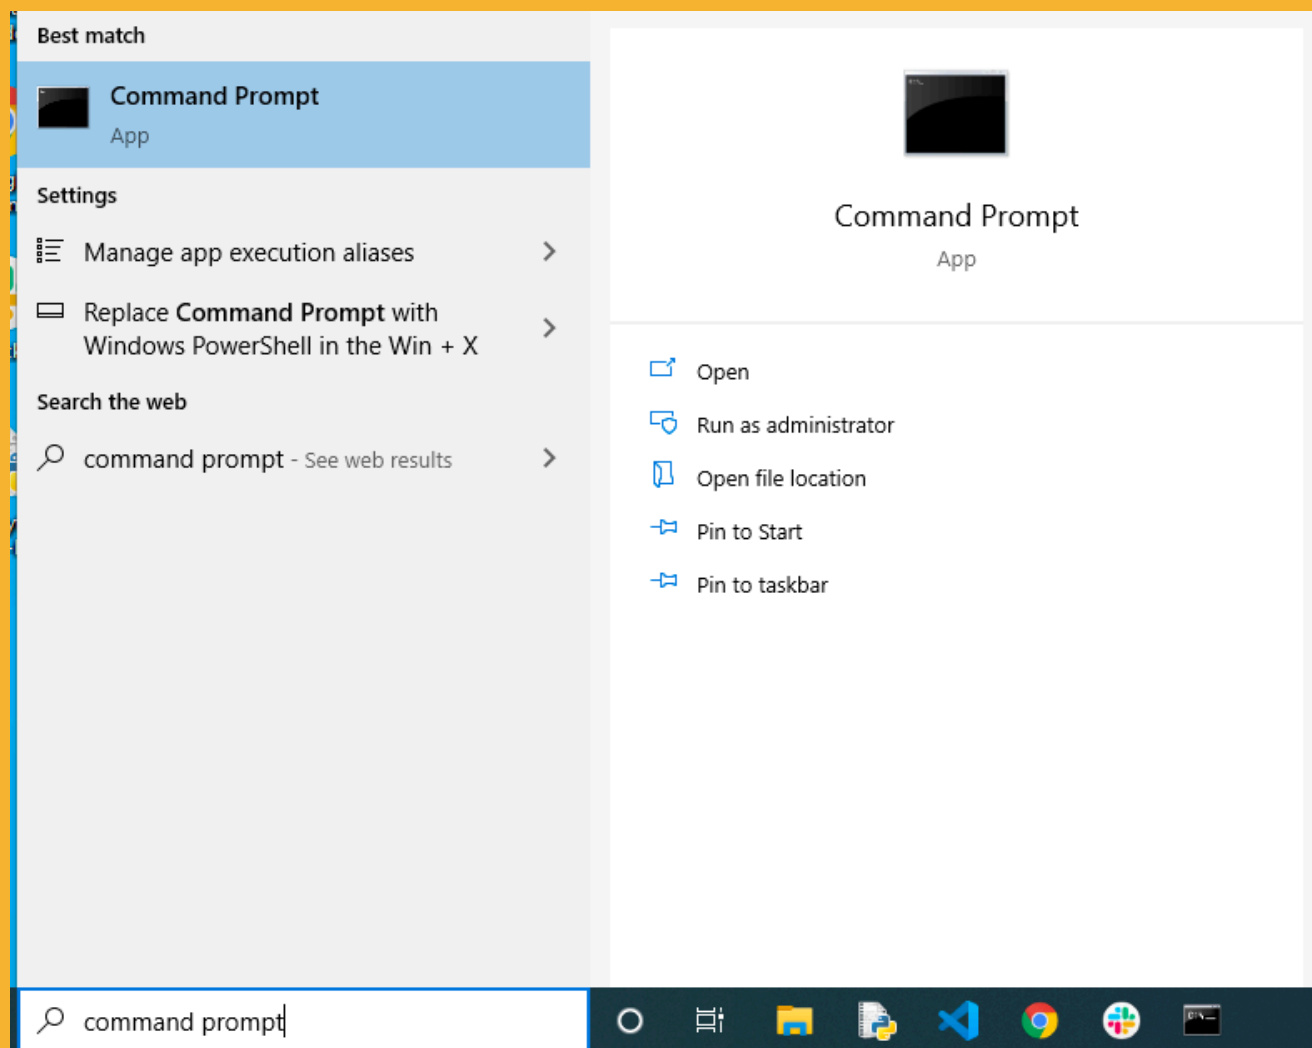 Best match
Command Prompt
App
Settings
Manage app execution aliases
Replace Command Prompt with
Windows PowerShell in the Win + X
Search the web
command prompt - See web results
command prompt
Command Prompt
App
Open
Run as administrator
Open file location
Pin to Start
Pin to taskbar